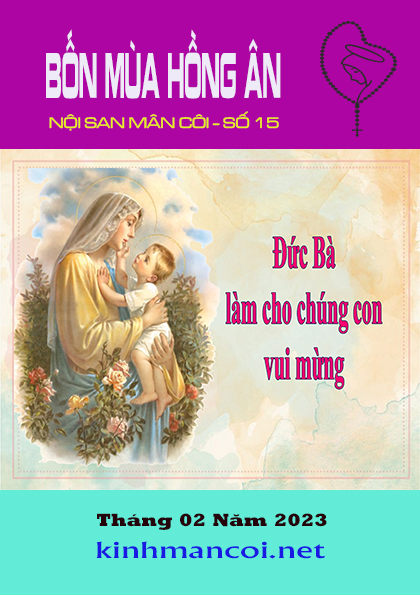 BỐN MÙA HỒNG ÂN
NỘI SAN MÂN CÔI - SỐ 15
Đức Bà
làm cho chúng con
vui mừng
Tháng 02 Năm 2023
kinhmancoi.net